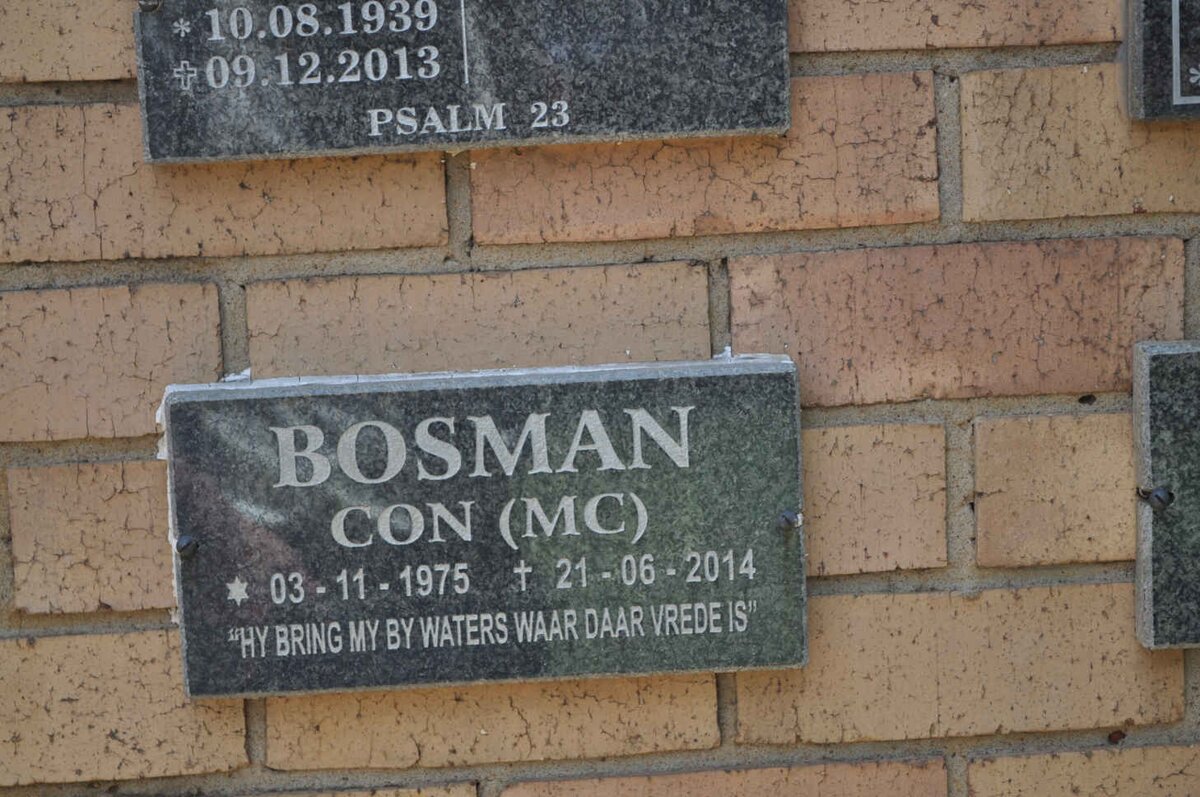 * 10.08.1939
✞ 09.12.2013
PSALM 23
BOSMAN
CON (MC)
* 03 - 11 - 1975 † 21 - 06 - 2014
"HY BRING MY BY WATERS WAAR DAAR VREDE IS"